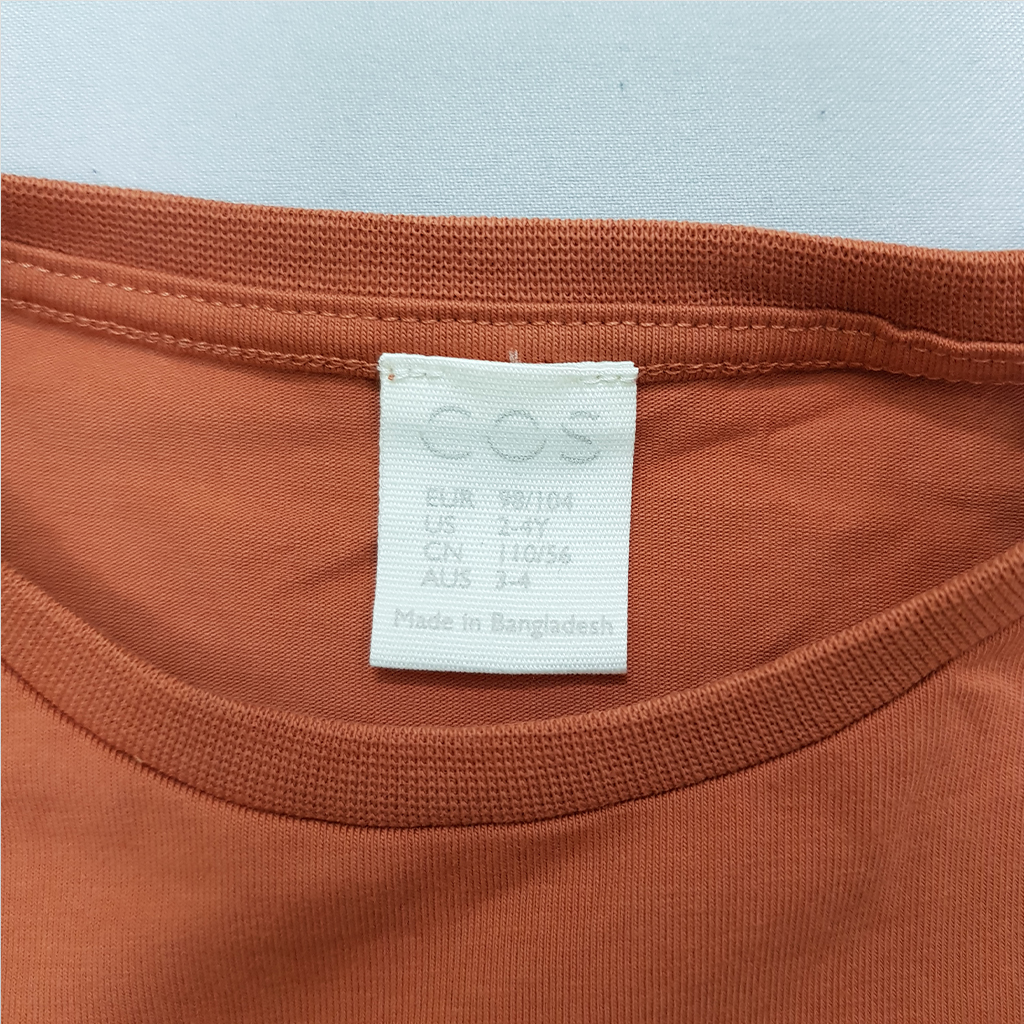 COS
EUR 98/104
US 2-4Y
CN 110/56
AUS 3-4
Made in Bangladesh